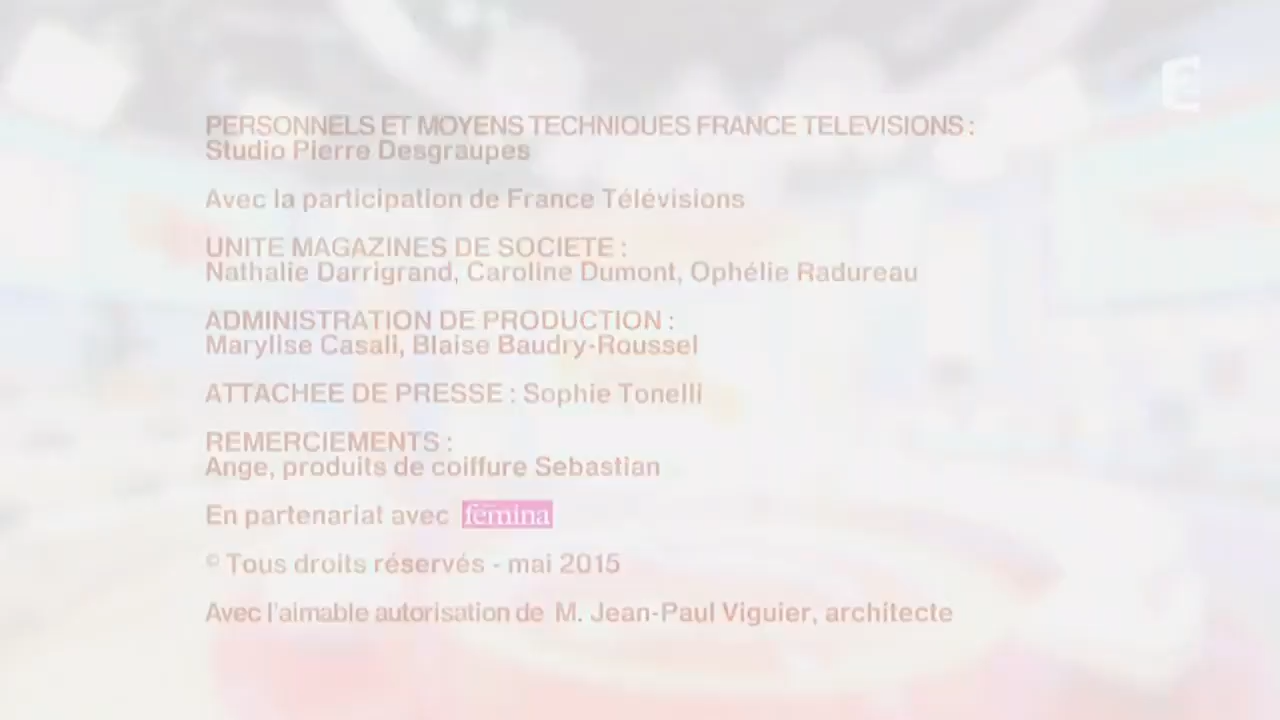 PERSONNELS ET MOYENS TECHNIQUES FRANCE TELEVISIONS :
Studio Pierre Desgraupes
Avec la participation de France Télévisions
UNITE MAGAZINES DE SOCIETE :
Nathalie Darrigrand, Caroline Dumont, Ophélie Radureau
ADMINISTRATION DE PRODUCTION :
Marylise Casali, Blaise Baudry-Roussel
ATTACHEE DE PRESSE : Sophie Tonelli
REMERCIEMENTS :
Ange, produits de coiffure Sebastian
En partenariat avec fémina
© Tous droits réservés - mai 2015
Avec l'aimable autorisation de M. Jean-Paul Viguier, architecte